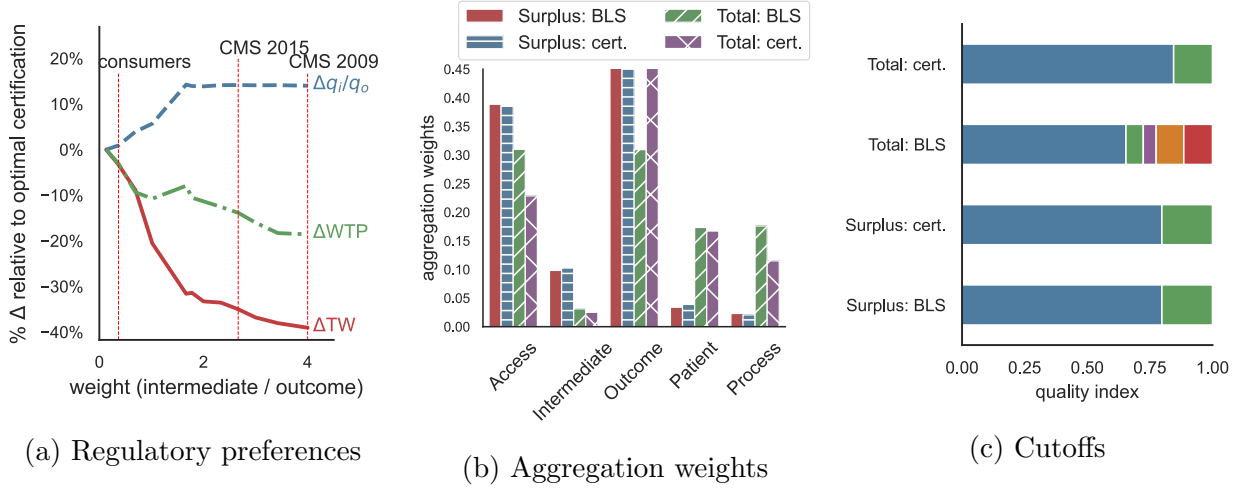 % Δ relative to optimal certification
20%
10%
0%
−10%
−20%
−30%
−40%
consumers
CMS 2015
CMS 2009
Δqi/qo
ΔWTP
ΔTW
0
2
4
weight (intermediate / outcome)
(a) Regulatory preferences
Surplus: BLS
Surplus: cert.
Total: BLS
Total: cert.
aggregation weights
0.45
0.40
0.35
0.30
0.25
0.20
0.15
0.10
0.05
0.00
Access
Intermediate
Outcome
Patient
Process
(b) Aggregation weights
Total: cert.
Total: BLS
Surplus: cert.
Surplus: BLS
0.00
0.25
0.50
0.75
1.00
quality index
(c) Cutoffs